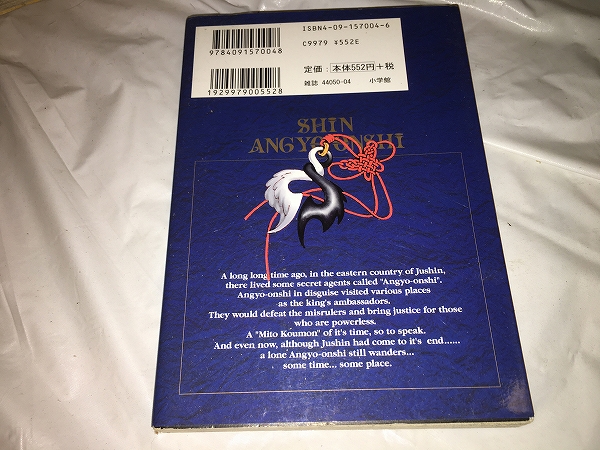 ISBN4-09-157004-6
C9979 ¥552E
9784091570048
定価：本体552円+税
雑誌 44050-04 小学館
1929979005528
SHIN
ANGYO-ONSHI
A long long time ago, in the eastern country of Jushin,
there lived some secret agents called "Angyo-onshi".
Angyo-onshi in disguise visited various places
as the king's ambassadors.
They would defeat the misrulers and bring justice for those
who are powerless.
A "Mito Koumon" of it's time, so to speak.
And even now, although Jushin had come to it's end......
a lone Angyo-onshi still wanders...
some time... some place.